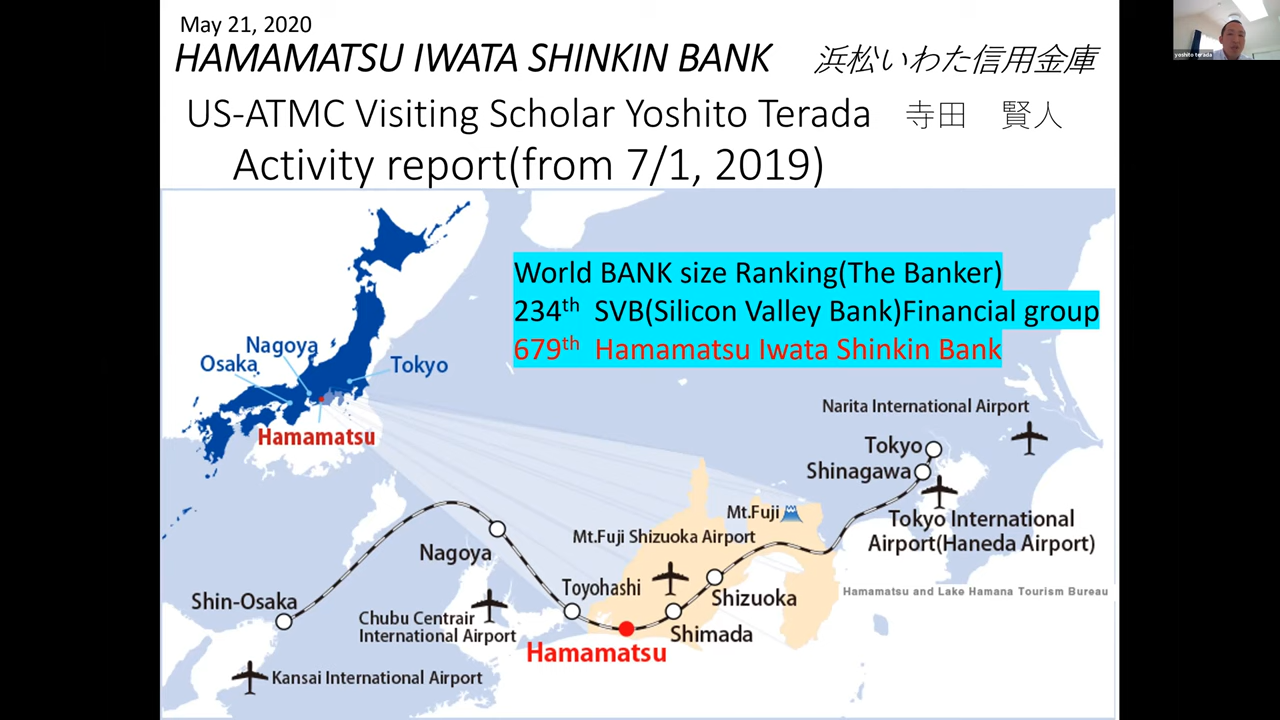 May 21, 2020
HAMAMATSU IWATA SHINKIN BANK 浜松いわた信用金庫
US-ATMC Visiting Scholar Yoshito Terada 寺田 賢人
Activity report(from 7/1, 2019)
yoshito terada
World BANK size Ranking(The Banker)
234th SVB(Silicon Valley Bank)Financial group
679th Hamamatsu Iwata Shinkin Bank
Nagoya
Osaka
Tokyo
Hamamatsu
Narita International Airport
Tokyo
Shinagawa
Tokyo International
Airport(Haneda Airport)
Mt.Fuji
Mt.Fuji Shizuoka Airport
Nagoya
Toyohashi
Shizuoka
Hamamatsu and Lake Hamana Tourism Bureau
Shin-Osaka
Chubu Centrair
International Airport
Shimada
Hamamatsu
Kansai International Airport